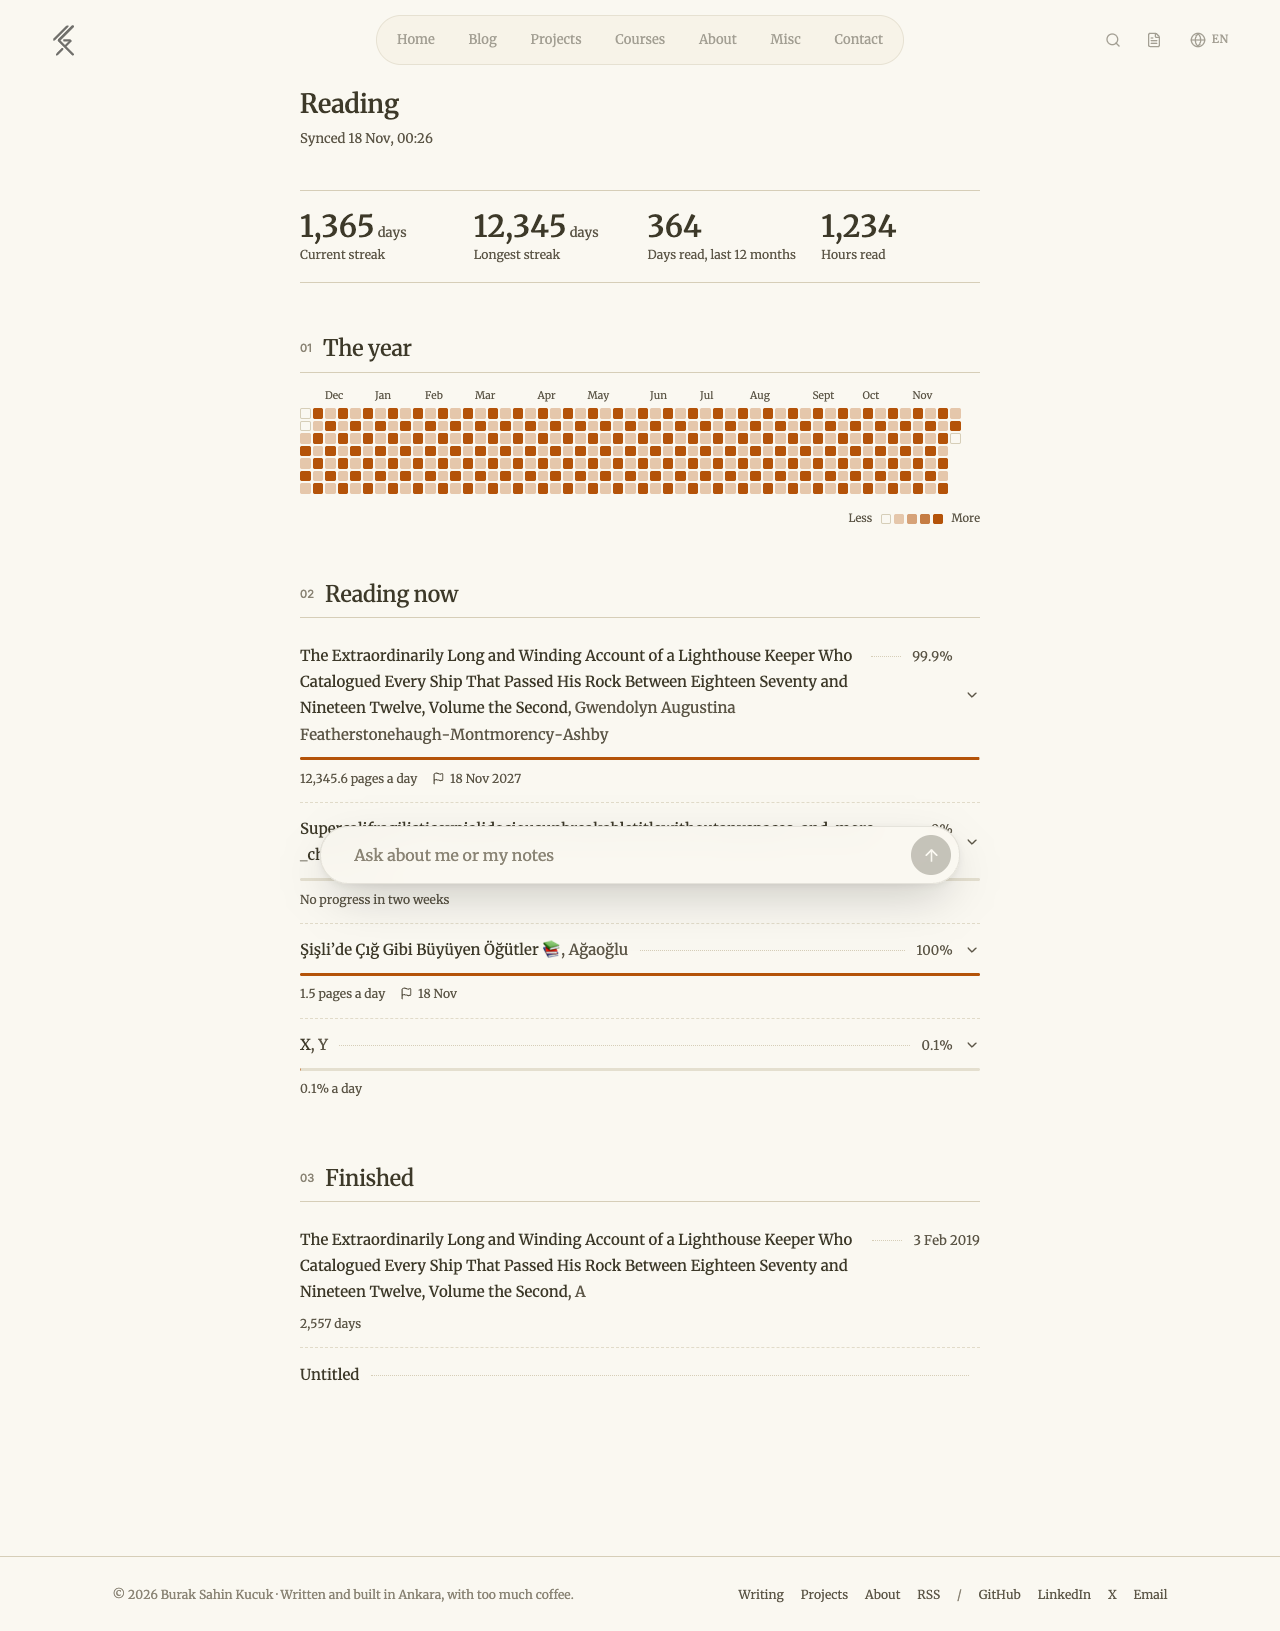 Home Blog Projects Courses About Misc Contact
EN
Reading
Synced 18 Nov, 00:26
1,365 days 12,345 days 364 1,234
Current streak Longest streak Days read, last 12 months Hours read
01 The year
Dec Jan Feb Mar Apr May Jun Jul Aug Sept Oct Nov
Less More
02 Reading now
The Extraordinarily Long and Winding Account of a Lighthouse Keeper Who 99.9%
Catalogued Every Ship That Passed His Rock Between Eighteen Seventy and
Nineteen Twelve, Volume the Second, Gwendolyn Augustina
Featherstonehaugh-Montmorency-Ashby
12,345.6 pages a day 18 Nov 2027
Ask about me or my notes
No progress in two weeks
Şişli’de Çığ Gibi Büyüyen Öğütler 📚, Ağaoğlu 100%
1.5 pages a day 18 Nov
X, Y 0.1%
0.1% a day
03 Finished
The Extraordinarily Long and Winding Account of a Lighthouse Keeper Who 3 Feb 2019
Catalogued Every Ship That Passed His Rock Between Eighteen Seventy and
Nineteen Twelve, Volume the Second, A
2,557 days
Untitled
© 2026 Burak Sahin Kucuk · Written and built in Ankara, with too much coffee. Writing Projects About RSS / GitHub LinkedIn X Email